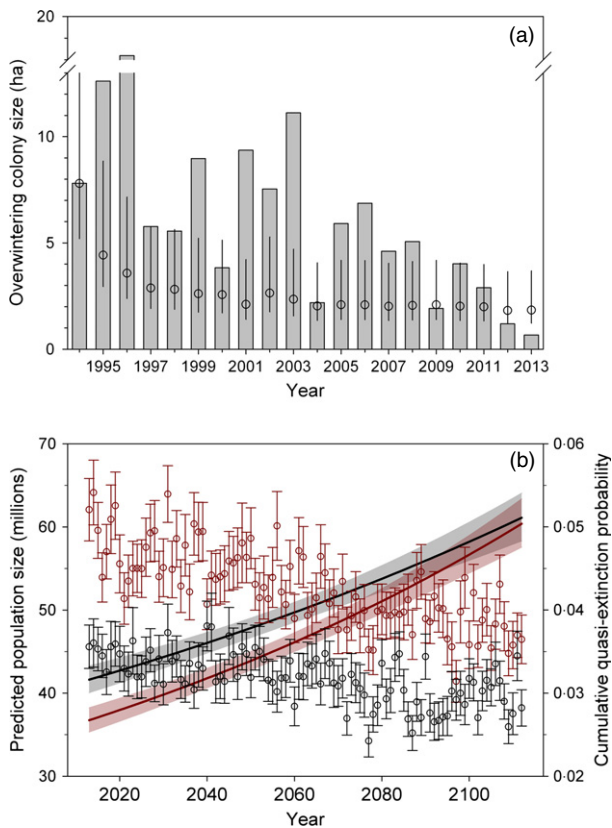 (a)
Overwintering colony size (ha)
20
10
5
0
1995 1997 1999 2001 2003 2005 2007 2009 2011 2013
Year
(b)
Predicted population size (millions)
70
60
50
40
30
Cumulative quasi-extinction probability
0·06
0·05
0·04
0·03
0·02
2020 2040 2060 2080 2100
Year